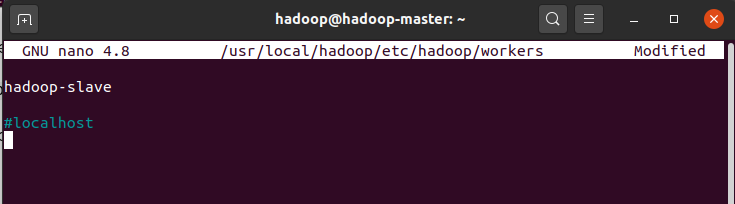 hadoop@hadoop-master: ~
GNU nano 4.8 /usr/local/hadoop/etc/hadoop/workers Modified
hadoop-slave
#localhost